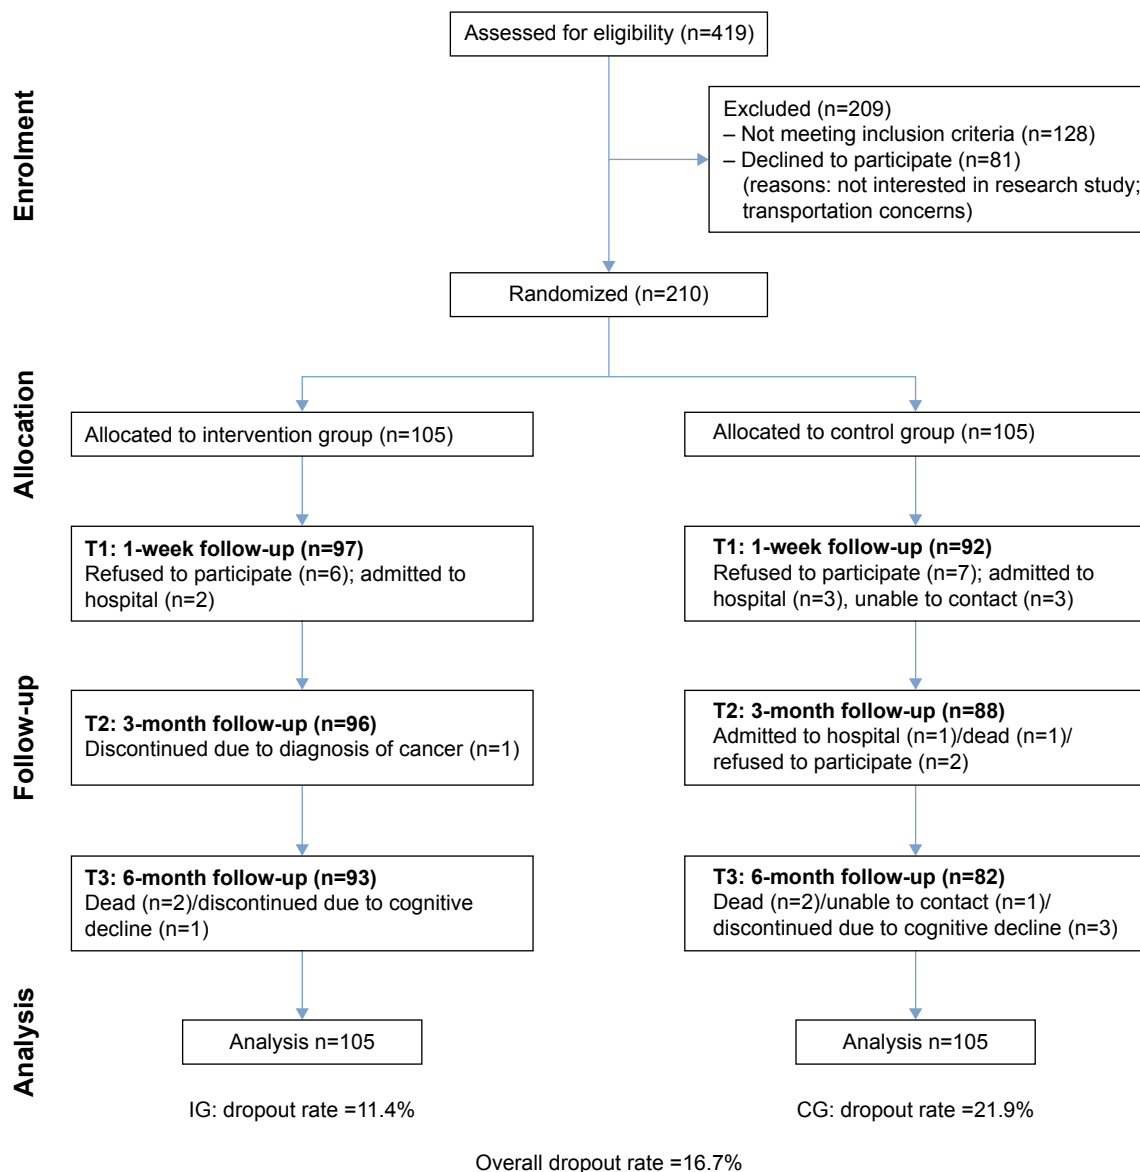 Assessed for eligibility (n=419)
Enrolment
Excluded (n=209)
– Not meeting inclusion criteria (n=128)
– Declined to participate (n=81)
(reasons: not interested in research study;
transportation concerns)
Randomized (n=210)
Allocation
Allocated to intervention group (n=105)
Allocated to control group (n=105)
T1: 1-week follow-up (n=97)
Refused to participate (n=6); admitted to
hospital (n=2)
T1: 1-week follow-up (n=92)
Refused to participate (n=7); admitted to
hospital (n=3), unable to contact (n=3)
Follow-up
T2: 3-month follow-up (n=96)
Discontinued due to diagnosis of cancer (n=1)
T2: 3-month follow-up (n=88)
Admitted to hospital (n=1)/dead (n=1)/
refused to participate (n=2)
T3: 6-month follow-up (n=93)
Dead (n=2)/discontinued due to cognitive
decline (n=1)
T3: 6-month follow-up (n=82)
Dead (n=2)/unable to contact (n=1)/
discontinued due to cognitive decline (n=3)
Analysis
Analysis n=105
Analysis n=105
IG: dropout rate =11.4%
CG: dropout rate =21.9%
Overall dropout rate =16.7%